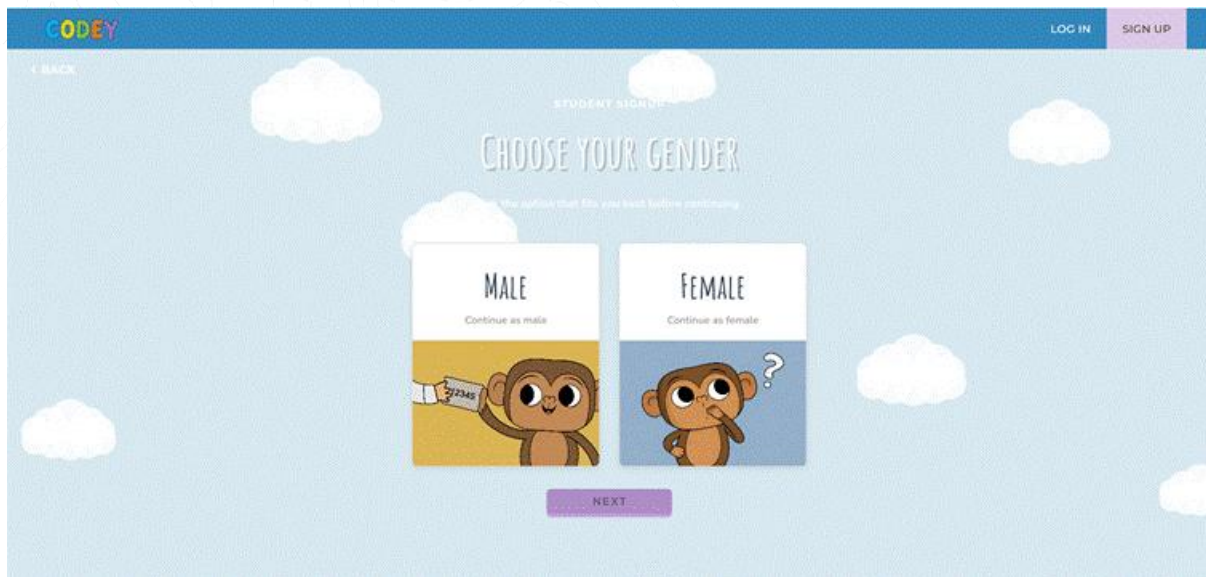 CODEY
LOG IN
SIGN UP
BACK
STUDENT SIGNUP
CHOOSE YOUR GENDER
the option that fits you best before continuing.
MALE
Continue as male
FEMALE
Continue as female
12345
?
NEXT